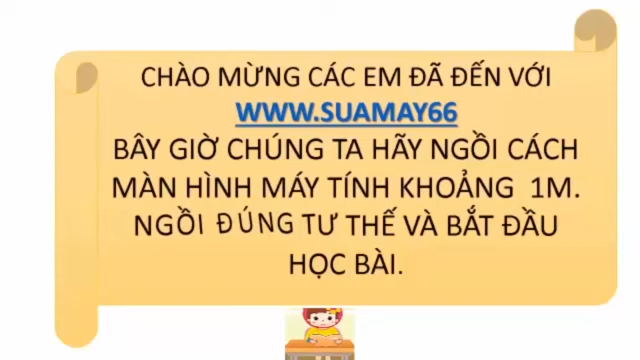 CHÀO MỪNG CÁC EM ĐÃ ĐẾN VỚI
WWW.SUAMAY66
BÂY GIỜ CHÚNG TA HÃY NGỒI CÁCH
MÀN HÌNH MÁY TÍNH KHOẢNG 1M.
NGỒI ĐÚNG TƯ THẾ VÀ BẮT ĐẦU
HỌC BÀI.